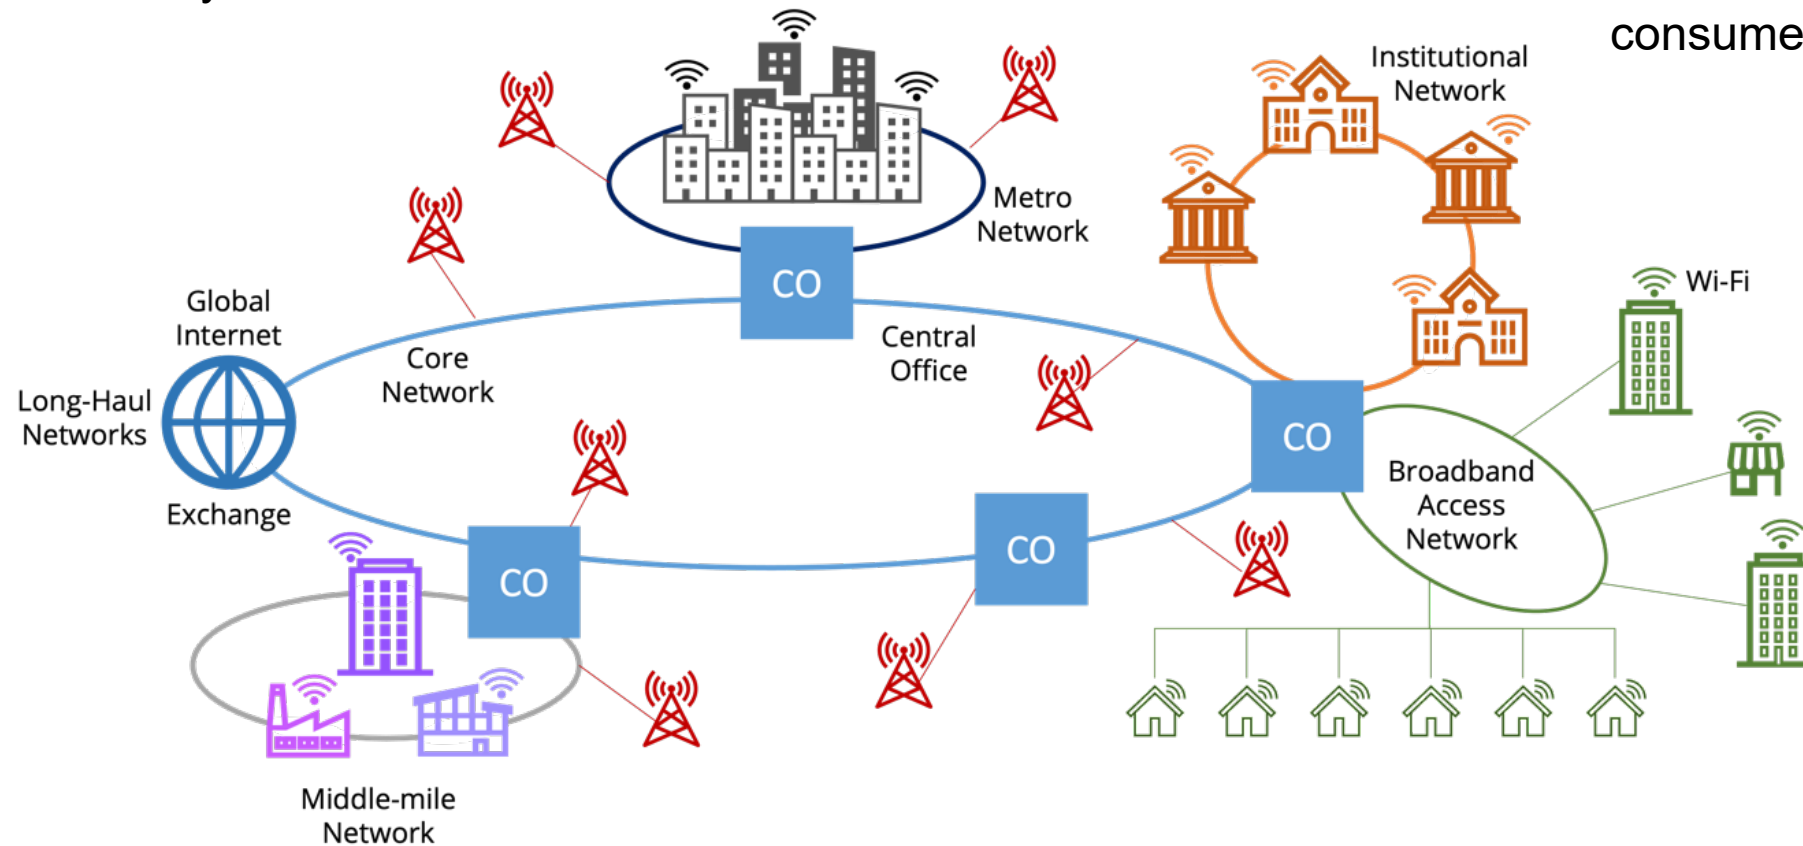 consume
Institutional
Network
Metro
Network
CO
Wi-Fi
Global
Internet
Central
Office
Core
Network
Long-Haul
Networks
CO
Broadband
Access
Network
Exchange
CO
CO
Middle-mile
Network